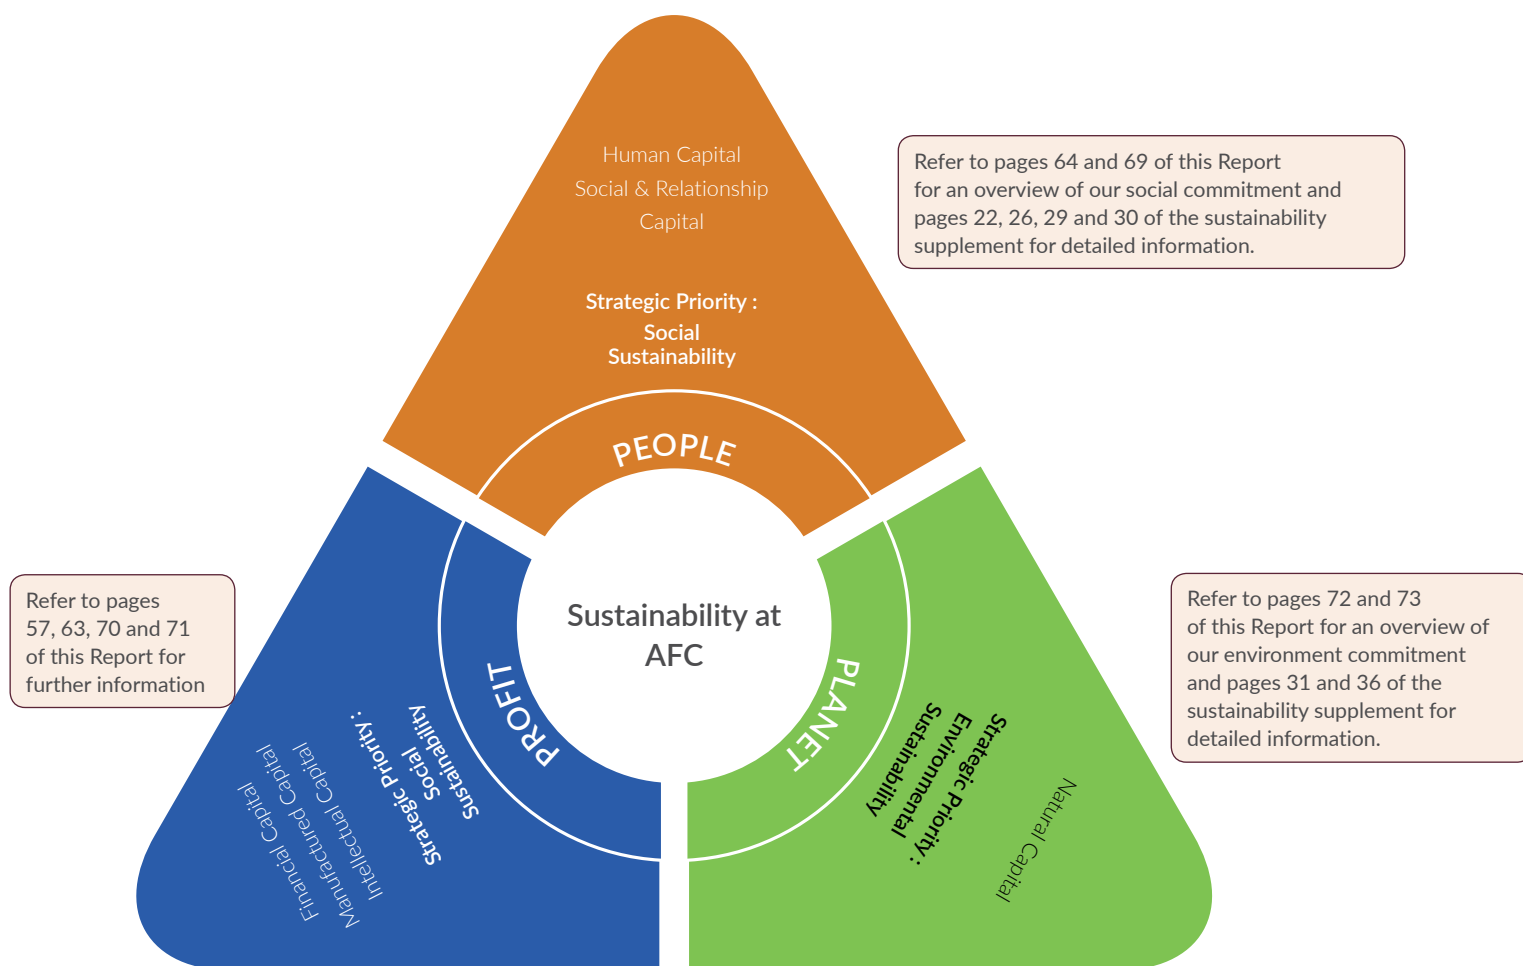 Human Capital
Social & Relationship
Capital
Strategic Priority :
Social
Sustainability
PEOPLE
Refer to pages 64 and 69 of this Report
for an overview of our social commitment and
pages 22, 26, 29 and 30 of the sustainability
supplement for detailed information.
Sustainability at
AFC
Refer to pages
57, 63, 70 and 71
of this Report for
further information
PROFIT
Strategic Priority :
Social
Sustainability
Financial Capital
Manufactured Capital
Intellectual Capital
PLANET
Strategic Priority :
Environmental
Sustainability
Natural Capital
Refer to pages 72 and 73
of this Report for an overview of
our environment commitment
and pages 31 and 36 of the
sustainability supplement for
detailed information.